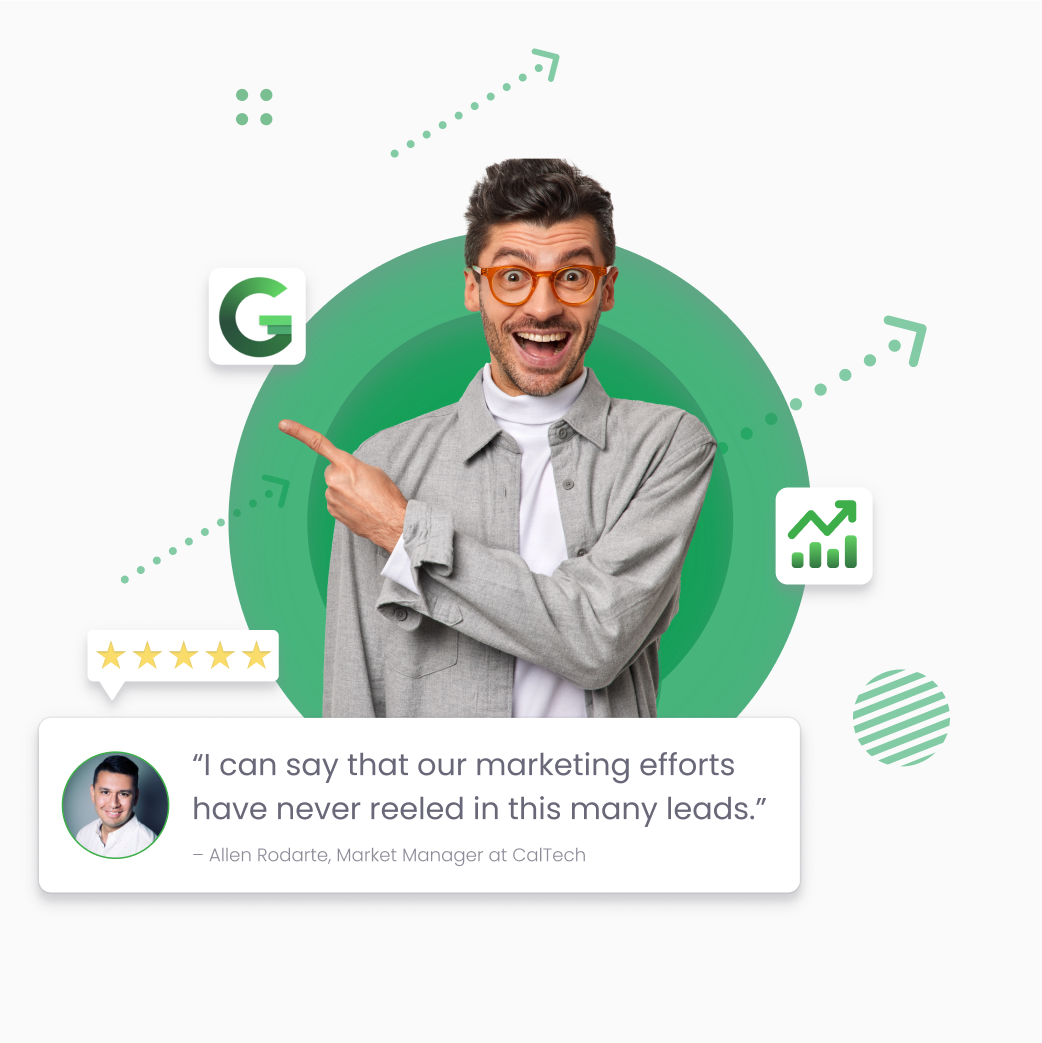 G
“I can say that our marketing efforts
have never reeled in this many leads.”
– Allen Rodarte, Market Manager at CalTech